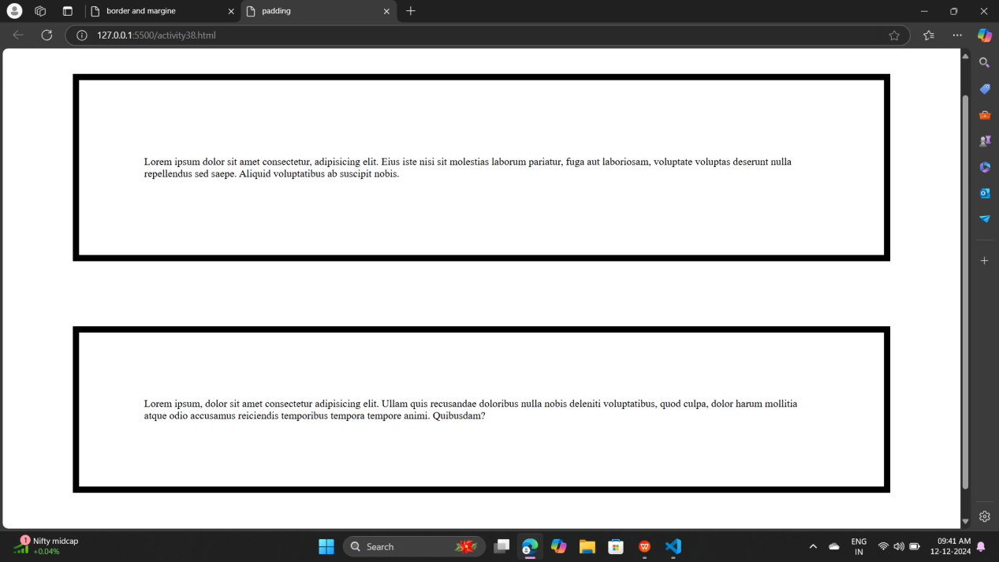 border and margine
padding
127.0.0.1:5500/activity38.html
Lorem ipsum dolor sit amet consectetur, adipisicing elit. Eius iste nisi sit molestias laborum pariatur, fuga aut laboriosam, voluptate voluptas deserunt nulla
repellendus sed saepe. Aliquid voluptatibus ab suscipit nobis.
Lorem ipsum, dolor sit amet consectetur adipisicing elit. Ullam quis recusandae doloribus nulla nobis deleniti voluptatibus, quod culpa, dolor harum mollitia
atque odio accusamus reiciendis temporibus tempora tempore animi. Quibusdam?
1
Nifty midcap
+0.04%
Search
ENG
IN
09:41 AM
12-12-2024